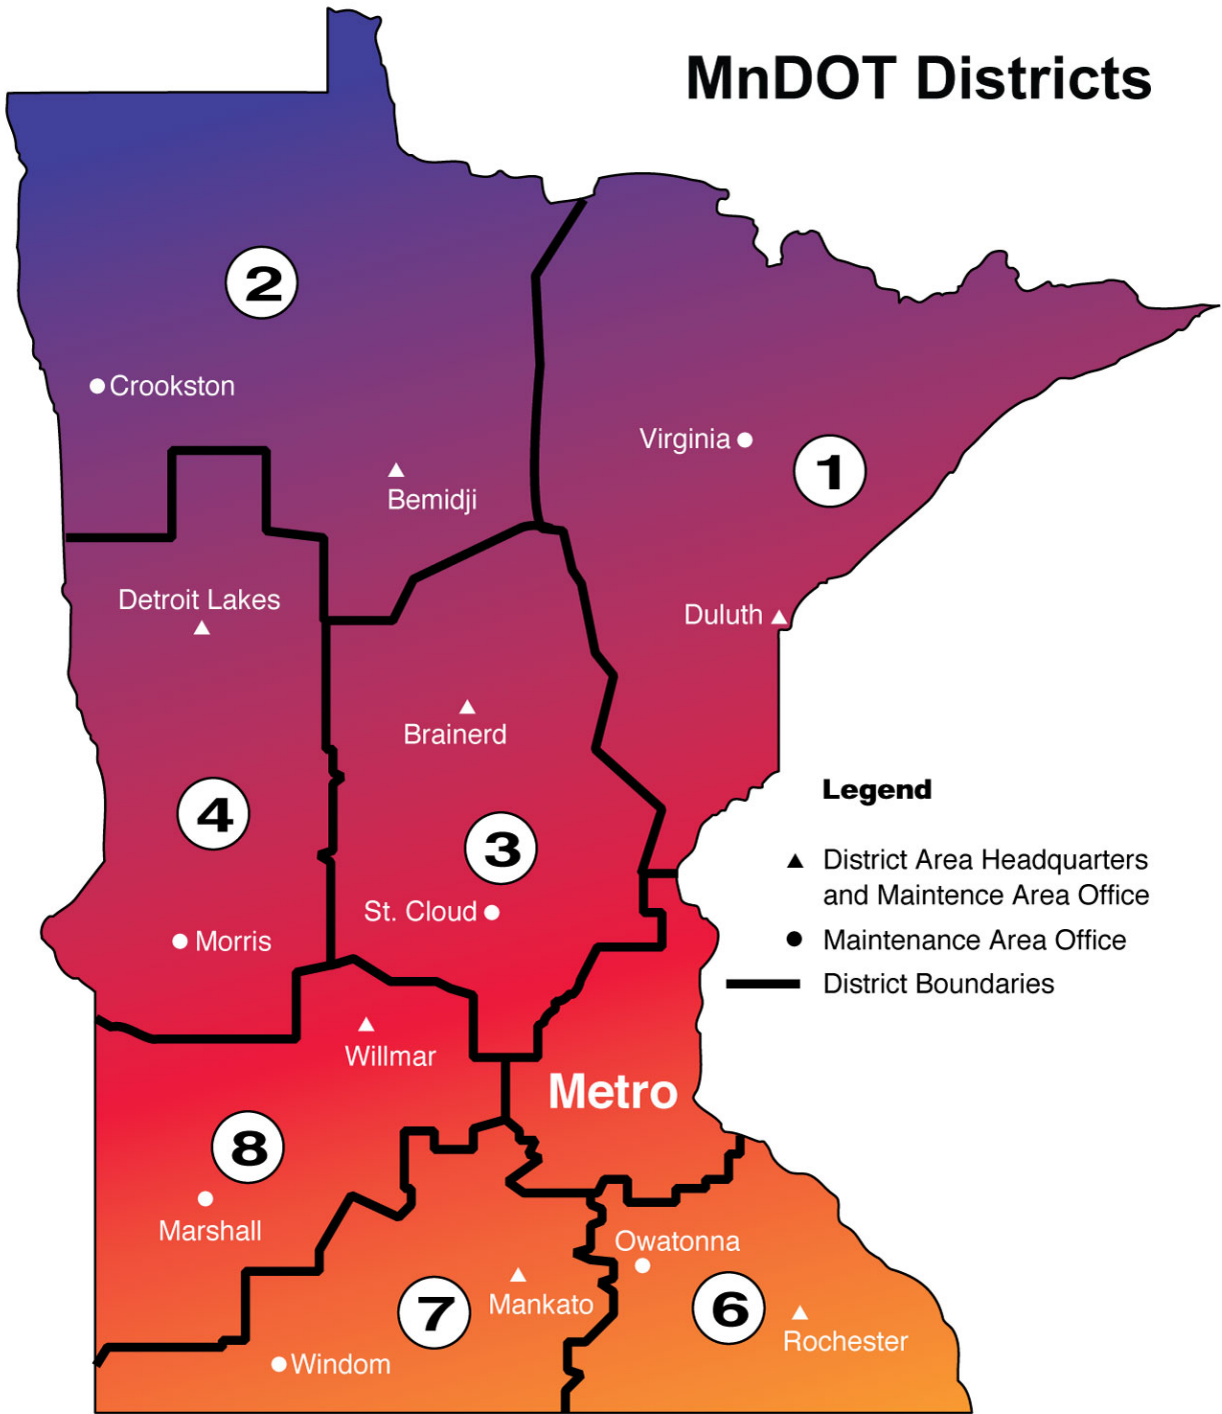 MnDOT Districts
2
Crookston
Virginia
1
Bemidji
Detroit Lakes
Duluth
Brainerd
Legend
4
3
District Area Headquarters
and Maintence Area Office
St. Cloud
Morris
Maintenance Area Office
District Boundaries
Willmar
Metro
8
Marshall
Owatonna
Mankato
7
6
Rochester
Windom